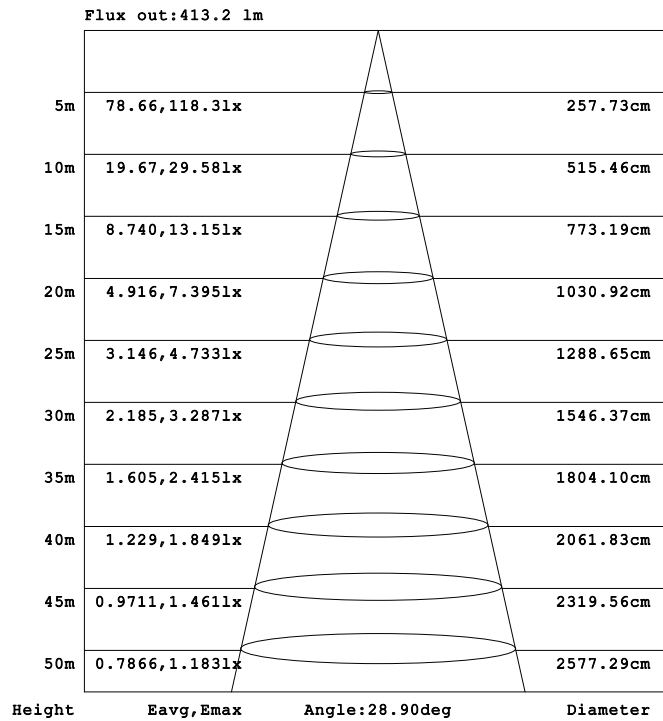 Flux out:413.2 lm
5m 78.66,118.3lx 257.73cm
10m 19.67,29.58lx 515.46cm
15m 8.740,13.15lx 773.19cm
20m 4.916,7.395lx 1030.92cm
25m 3.146,4.733lx 1288.65cm
30m 2.185,3.287lx 1546.37cm
35m 1.605,2.415lx 1804.10cm
40m 1.229,1.849lx 2061.83cm
45m 0.9711,1.461lx 2319.56cm
50m 0.7866,1.183lx 2577.29cm
Height Eavg,Emax Angle:28.90deg Diameter